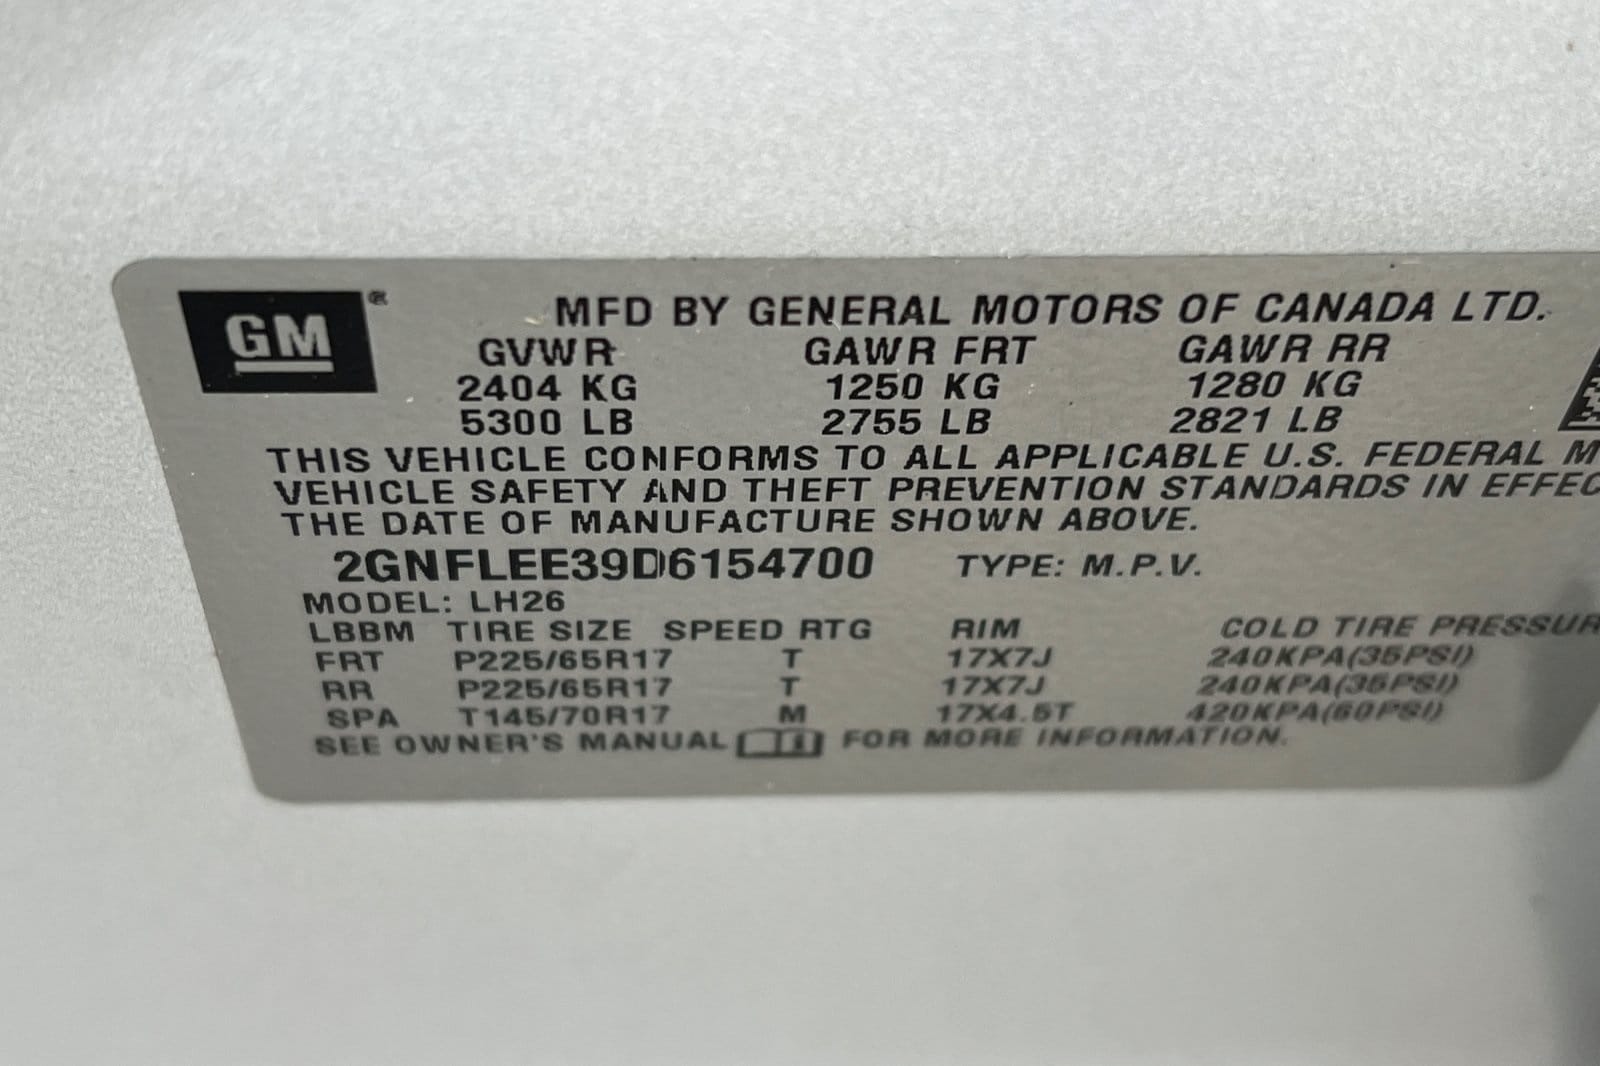 GM ® MFD BY GENERAL MOTORS OF CANADA LTD.
GVWR GAWR FRT GAWR RR
2404 KG 1250 KG 1280 KG
5300 LB 2755 LB 2821 LB
THIS VEHICLE CONFORMS TO ALL APPLICABLE U.S. FEDERAL M
VEHICLE SAFETY AND THEFT PREVENTION STANDARDS IN EFFEC
THE DATE OF MANUFACTURE SHOWN ABOVE.
2GNFLEE39D6154700 TYPE: M.P.V.
MODEL: LH26
LBBM TIRE SIZE SPEED RTG RIM COLD TIRE PRESSUR
FRT P225/65R17 T 17X7J 240KPA(35PSI)
RR P225/65R17 T 17X7J 240KPA(35PSI)
SPA T145/70R17 M 17X4.5T 420KPA(60PSI)
SEE OWNER'S MANUAL FOR MORE INFORMATION.